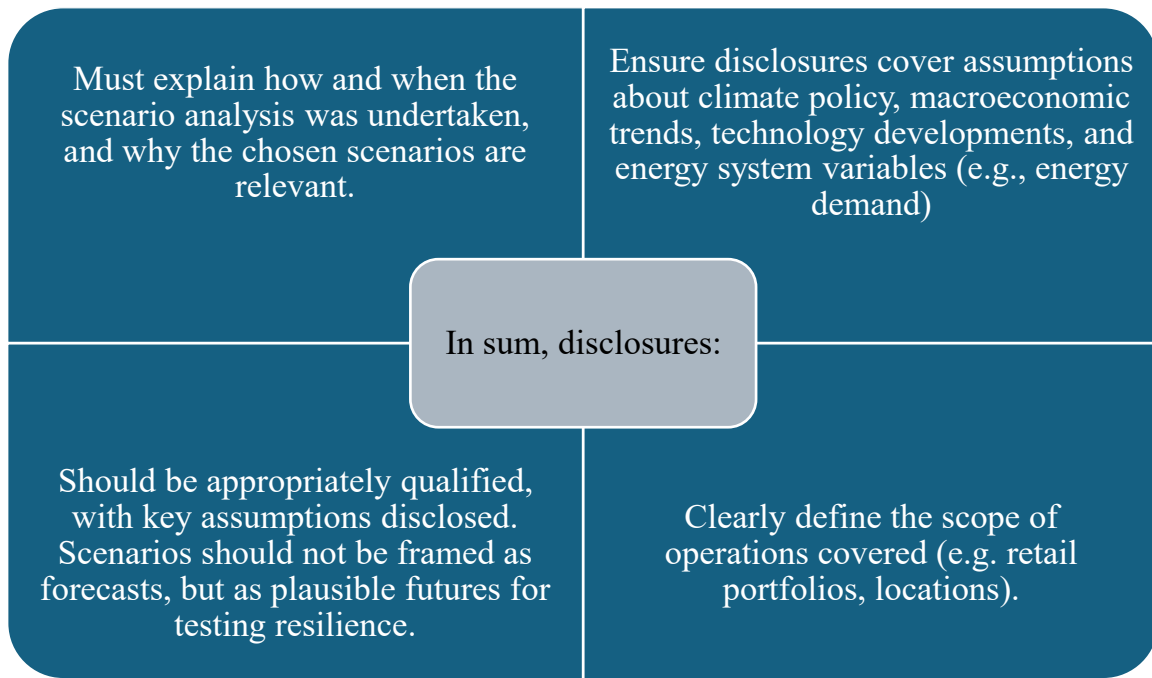 Must explain how and when the
scenario analysis was undertaken,
and why the chosen scenarios are
relevant.
Ensure disclosures cover assumptions
about climate policy, macroeconomic
trends, technology developments, and
energy system variables (e.g., energy
demand)
In sum, disclosures:
Should be appropriately qualified,
with key assumptions disclosed.
Scenarios should not be framed as
forecasts, but as plausible futures for
testing resilience.
Clearly define the scope of
operations covered (e.g. retail
portfolios, locations).